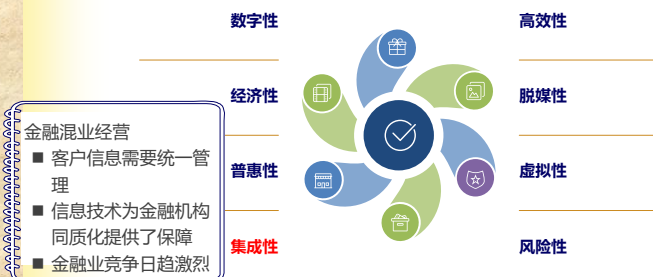 数字性
高效性
经济性
脱媒性
普惠性
虚拟性
集成性
风险性
金融混业经营
■ 客户信息需要统一管
理
■ 信息技术为金融机构
同质化提供了保障
■ 金融业竞争日趋激烈